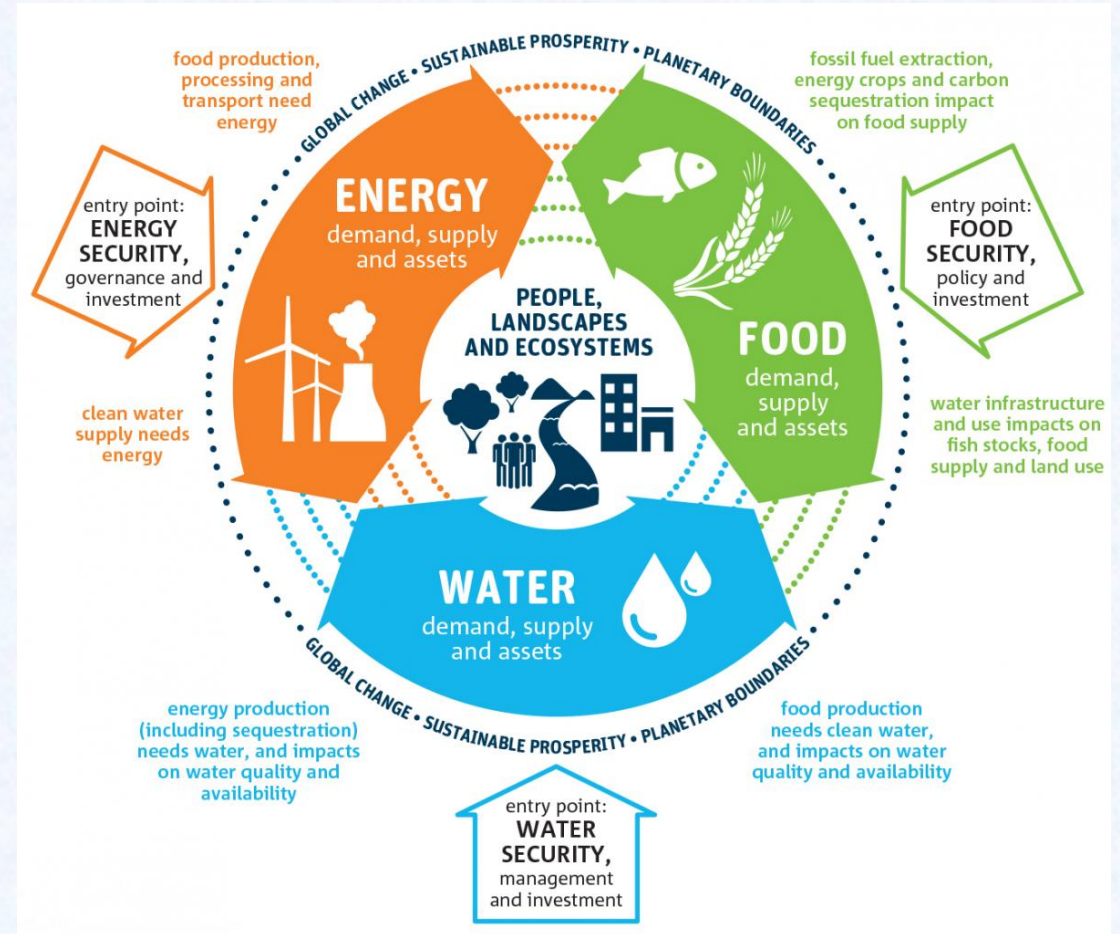 GLOBAL CHANGE • SUSTAINABLE PROSPERITY • PLANETARY BOUNDARIES
food production,
processing and
transport need
energy
fossil fuel extraction,
energy crops and carbon
sequestration impact
on food supply
entry point:
ENERGY
SECURITY,
governance and
investment
ENERGY
demand, supply
and assets
entry point:
FOOD
SECURITY,
policy and
investment
PEOPLE,
LANDSCAPES
AND ECOSYSTEMS
FOOD
demand,
supply
and assets
clean water
supply needs
energy
water infrastructure
and use impacts on
fish stocks, food
supply and land use
WATER
demand, supply
and assets
GLOBAL CHANGE • SUSTAINABLE PROSPERITY • PLANETARY BOUNDARIES
energy production
(including sequestration)
needs water, and impacts
on water quality and
availability
food production
needs clean water,
and impacts on water
quality and availability
entry point:
WATER
SECURITY,
management
and investment